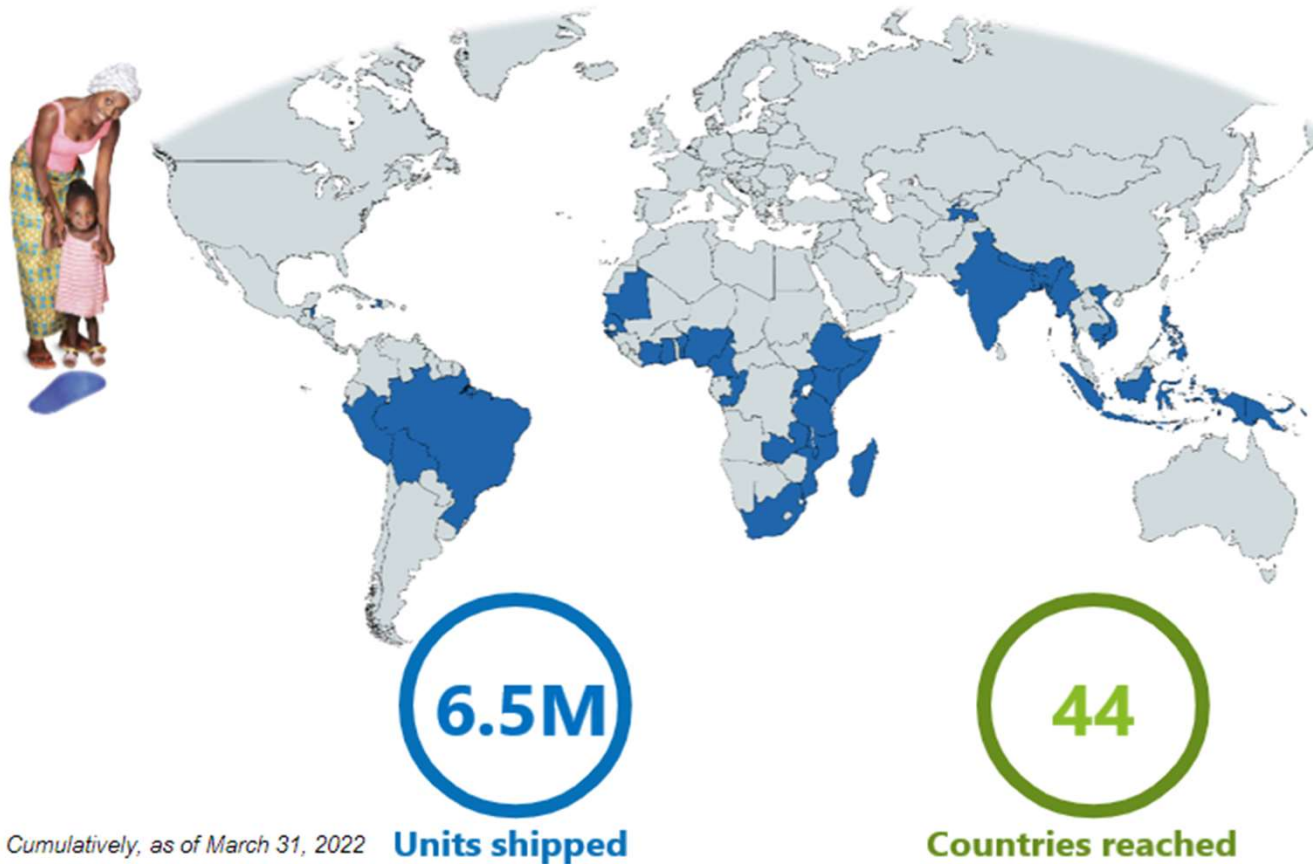 6.5M
44
Cumulatively, as of March 31, 2022
Units shipped
Countries reached